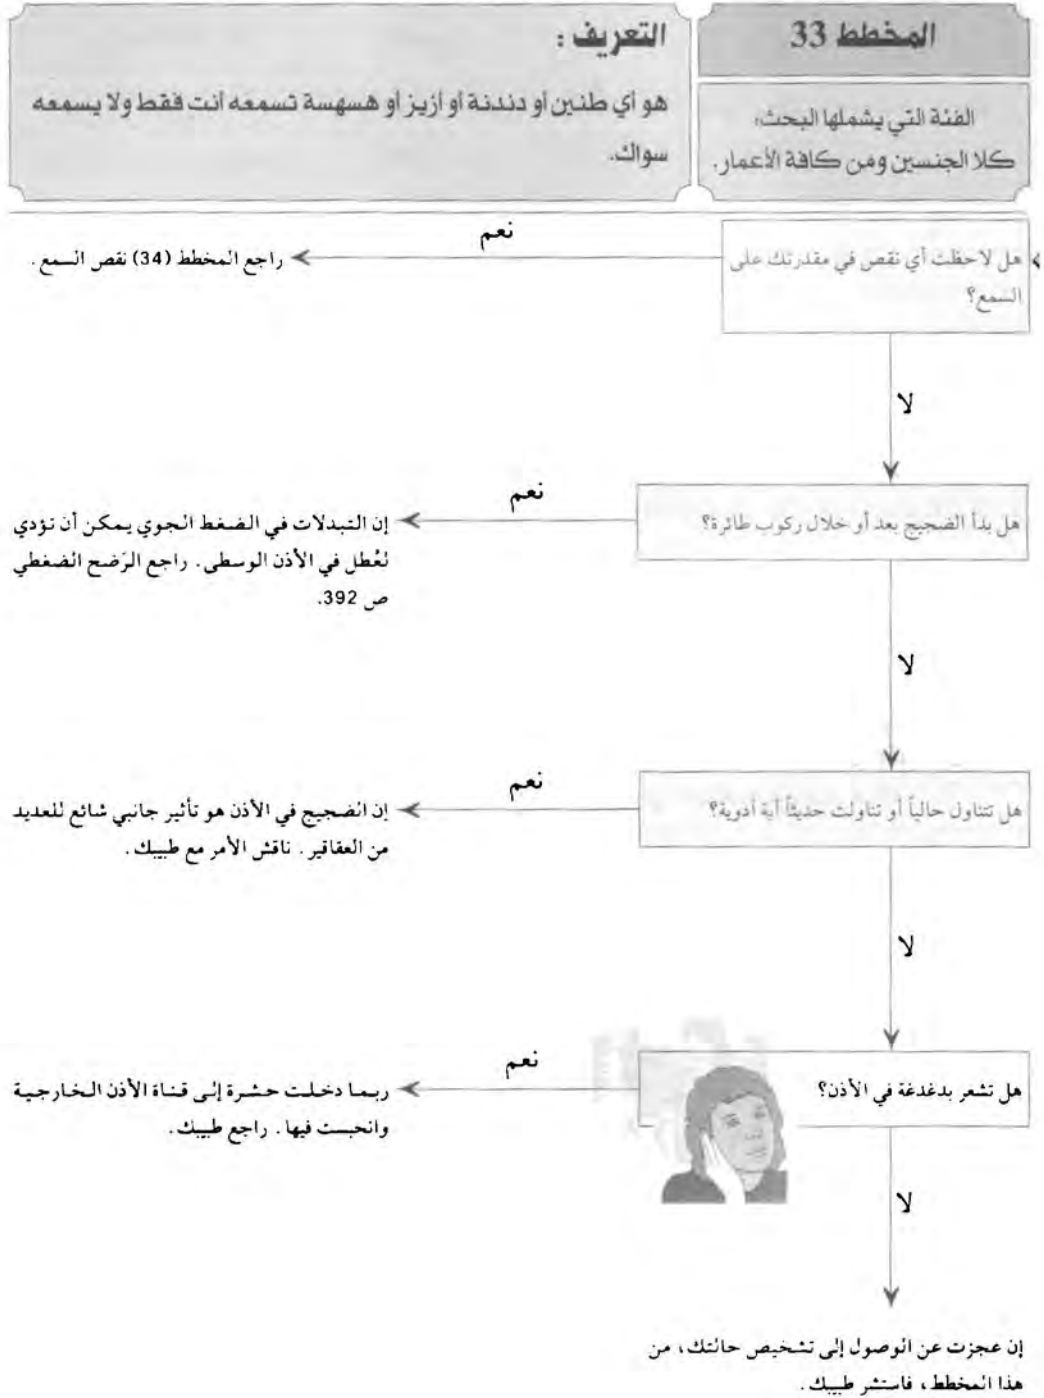 المخطط 33
الفئة التي يشملها البحث،
كلا الجنسين ومن كافة الأعمار.
التعريف :
هو أي طنين أو دندنة أو أزيز أو هسهسة تسمعه أنت فقط ولا يسمعه
سواك.
هل لاحظت أي نقص في مقدرتك على
السمع؟
نعم
راجع المخطط (34) نقص السمع .
لا
هل بدأ الضجيج بعد أو خلال ركوب طائرة؟
نعم
إن التبدلات في الضغط الجوي يمكن أن تؤدي
لعُطل في الأذن الوسطى . راجع الرّضح الضغطي
ص 392.
لا
هل تتناول حالياً أو تناولت حديثاً أية أدوية؟
نعم
إن الضجيج في الأذن هو تأثير جانبي شائع للعديد
من العقاقير . ناقش الأمر مع طبيبك .
لا
هل تشعر بدغدغة في الأذن؟
نعم
ربما دخلت حشرة إلى قناة الأذن الخارجية
وانحبست فيها . راجع طبيبك .
لا
إن عجزت عن الوصول إلى تشخيص حالتك ، من
هذا المخطط ، فاستشر طبيبك .